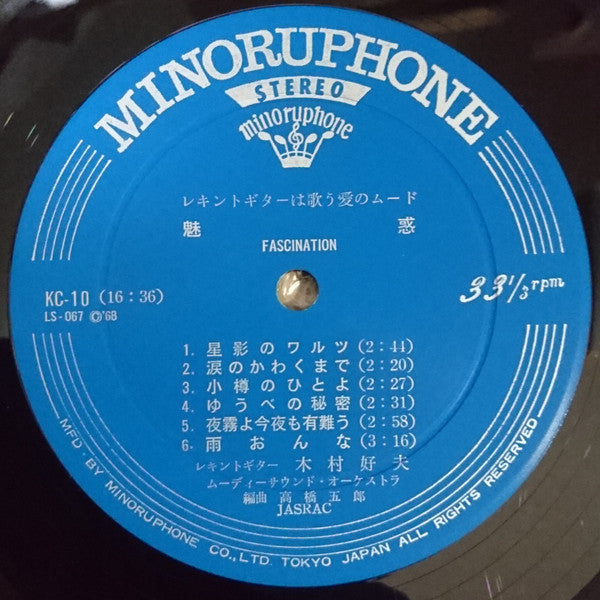 MINORUPHONE
STEREO
minoruphone
レキントギターは歌う愛のムード
魅惑
FASCINATION
KC-10 (16:36)
LS-067 ©'68
33 1/3 rpm
1. 星影のワルツ (2:44)
2. 涙のかわくまで (2:20)
3. 小樽のひとよ (2:27)
4. ゆうべの秘密 (2:31)
5. 夜霧よ今夜も有難う (2:58)
6. 雨おんな (3:16)
レキントギター 木村好夫
ムーディーサウンド・オーケストラ
編曲 高橋五郎
JASRAC
MFD. BY MINORUPHONE CO., LTD. TOKYO JAPAN ALL RIGHTS RESERVED.